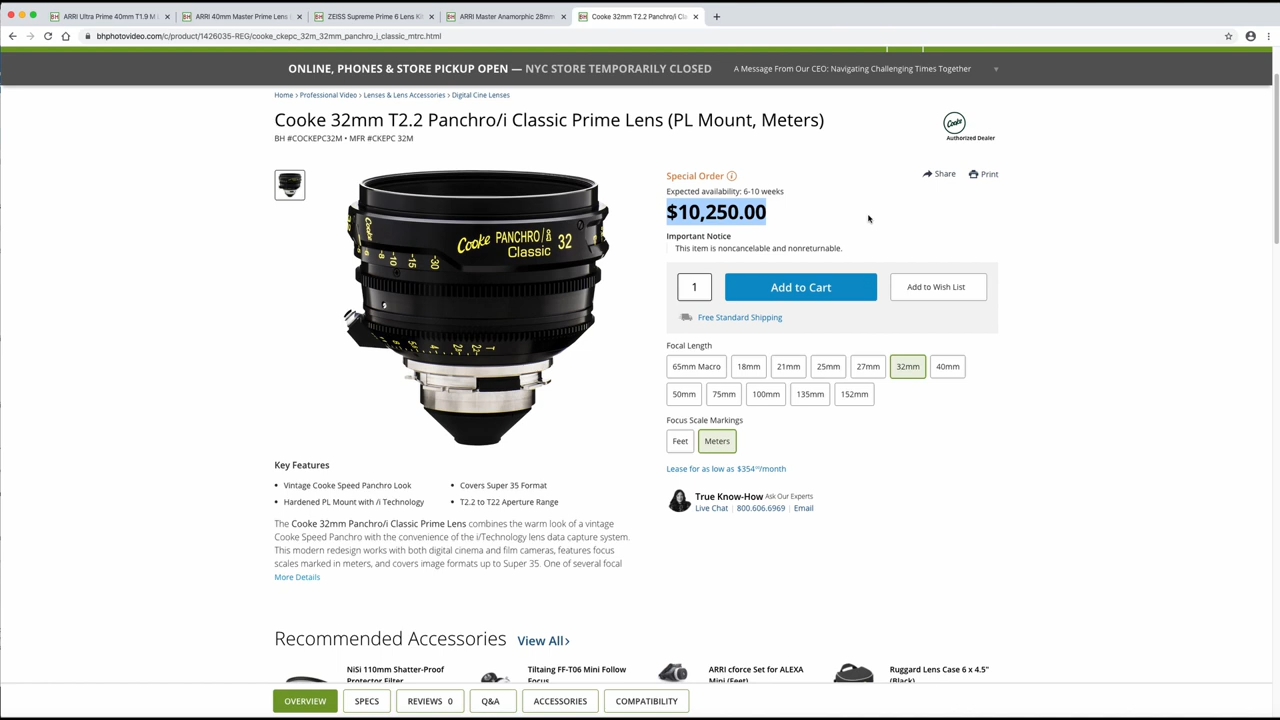 ARRI Ultra Prime 40mm T1.9 M L
ARRI 40mm Master Prime Lens
ZEISS Supreme Prime 6 Lens Ki
ARRI Master Anamorphic 28mm
Cooke 32mm T2.2 Panchro/i Cl
bhphotovideo.com/c/product/1426035-REG/cooke_ckepc_32m_32mm_panchro_i_classic_mtrc.html
ONLINE, PHONES & STORE PICKUP OPEN — NYC STORE TEMPORARILY CLOSED
A Message From Our CEO: Navigating Challenging Times Together
Home › Professional Video › Lenses & Lens Accessories › Digital Cine Lenses
Cooke 32mm T2.2 Panchro/i Classic Prime Lens (PL Mount, Meters)
BH #COCKEPC32M • MFR #CKEPC 32M
Cooke
Authorized Dealer
Special Order
Share
Print
Expected availability: 6-10 weeks
$10,250.00
Important Notice
This item is noncancelable and nonreturnable.
Cooke PANCHRO/i 32
Classic
1
Add to Cart
Add to Wish List
Free Standard Shipping
Focal Length
65mm Macro
18mm
21mm
25mm
27mm
32mm
40mm
50mm
75mm
100mm
135mm
152mm
Focus Scale Markings
Feet
Meters
Lease for as low as $354/month
Key Features
• Vintage Cooke Speed Panchro Look
• Covers Super 35 Format
• Hardened PL Mount with /i Technology
• T2.2 to T22 Aperture Range
True Know-How Ask Our Experts
Live Chat | 800.606.6969 | Email
The Cooke 32mm Panchro/i Classic Prime Lens combines the warm look of a vintage
Cooke Speed Panchro with the convenience of the i/Technology lens data capture system.
This modern redesign works with both digital cinema and film cameras, features focus
scales marked in meters, and covers image formats up to Super 35. One of several focal
More Details
Recommended Accessories
View All›
NiSi 110mm Shatter-Proof
Protector Filter
Tiltaing FF-T06 Mini Follow
Focus
ARRI cforce Set for ALEXA
Mini (Feet)
Ruggard Lens Case 6 x 4.5"
(Black)
OVERVIEW
SPECS
REVIEWS 0
Q&A
ACCESSORIES
COMPATIBILITY